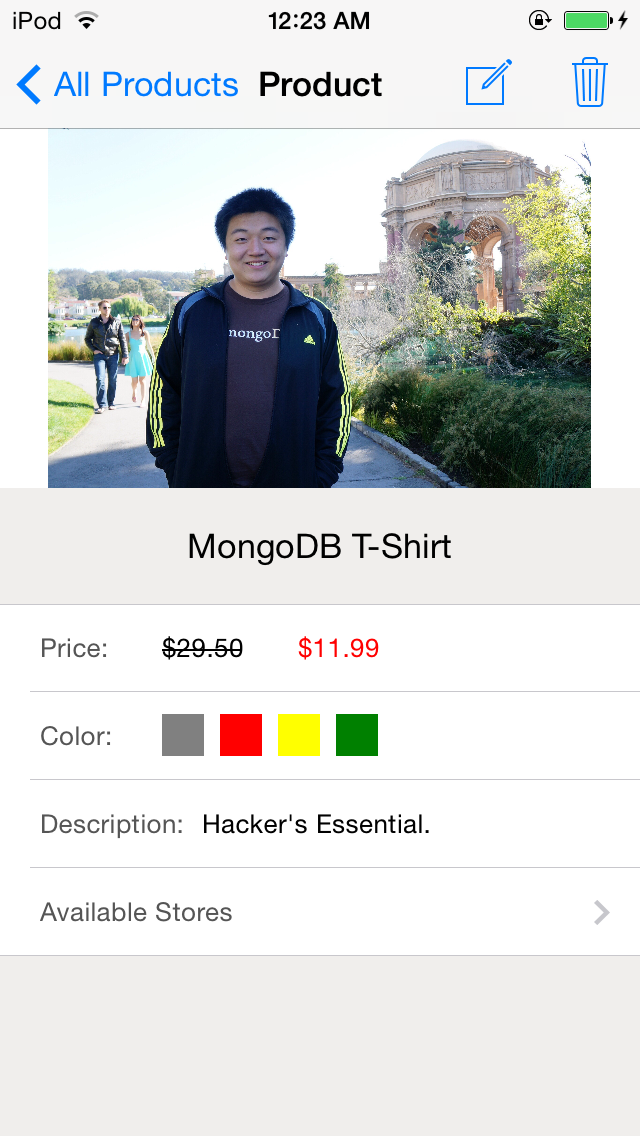 iPod 12:23 AM
All Products Product
mongoD
MongoDB T-Shirt
Price: $29.50 $11.99
Color:
Description: Hacker's Essential.
Available Stores